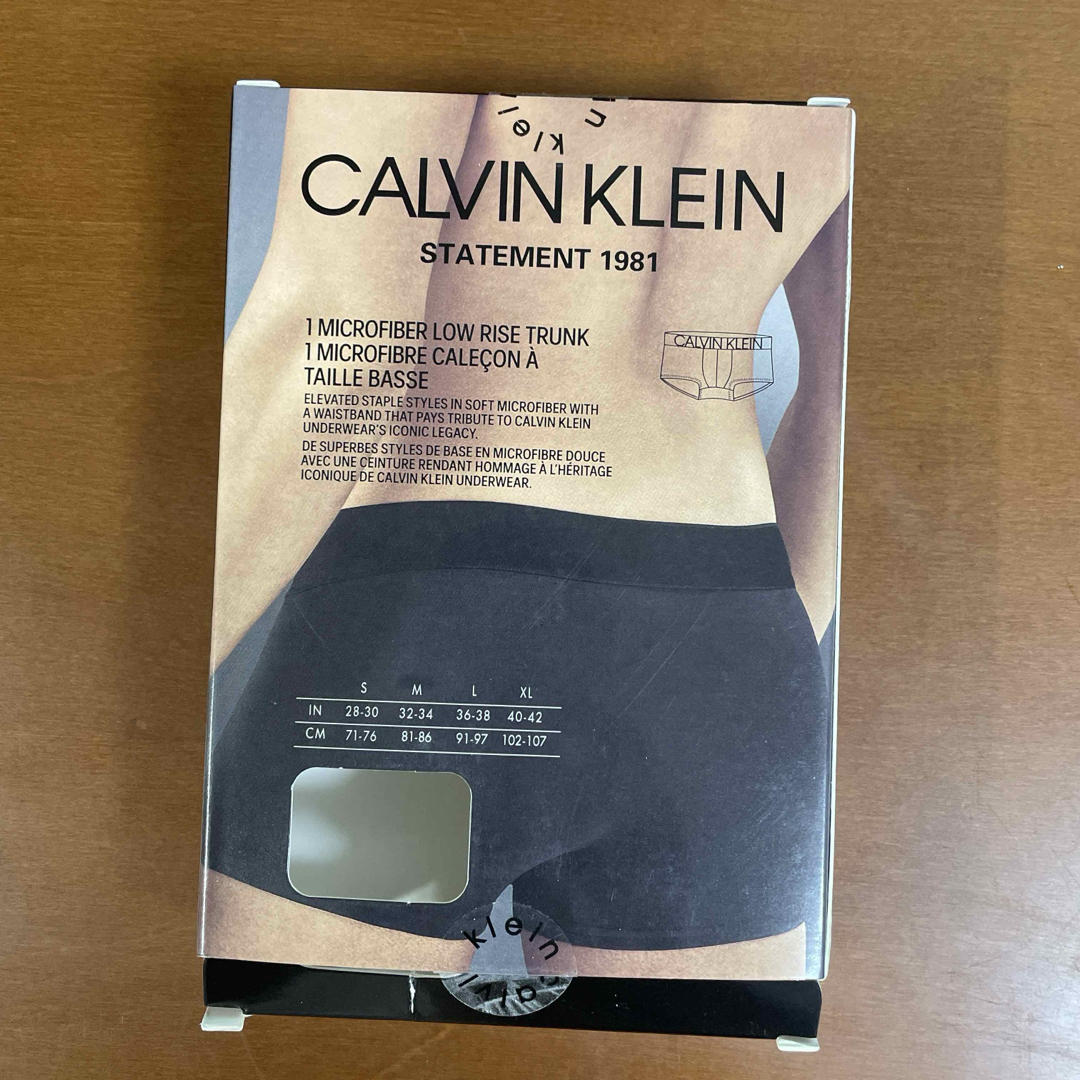 klein
CALVIN KLEIN
STATEMENT 1981
1 MICROFIBER LOW RISE TRUNK
1 MICROFIBRE CALEÇON À
TAILLE BASSE
CALVIN KLEIN
ELEVATED STAPLE STYLES IN SOFT MICROFIBER WITH
A WAISTBAND THAT PAYS TRIBUTE TO CALVIN KLEIN
UNDERWEAR'S ICONIC LEGACY.
DE SUPERBES STYLES DE BASE EN MICROFIBRE DOUCE
AVEC UNE CEINTURE RENDANT HOMMAGE À L'HÉRITAGE
ICONIQUE DE CALVIN KLEIN UNDERWEAR.
S M L XL
IN 28-30 32-34 36-38 40-42
CM 71-76 81-86 91-97 102-107
klein
calvin